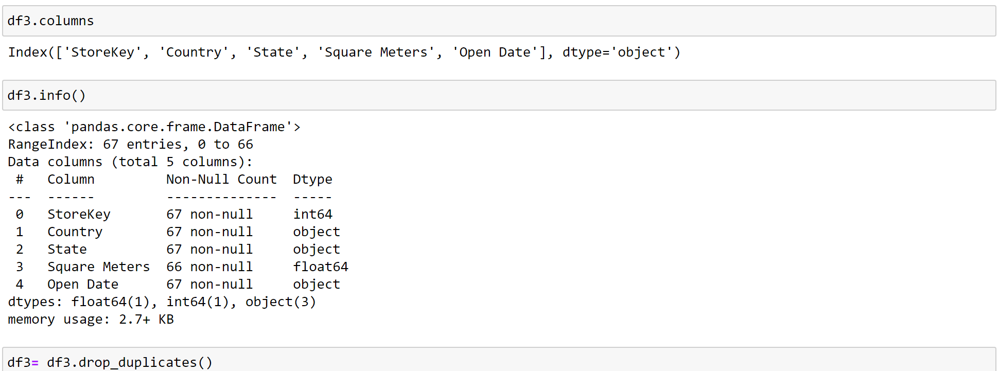 df3.columns
Index(['StoreKey', 'Country', 'State', 'Square Meters', 'Open Date'], dtype='object')
df3.info()
<class 'pandas.core.frame.DataFrame'>
RangeIndex: 67 entries, 0 to 66
Data columns (total 5 columns):
 #   Column         Non-Null Count  Dtype
---  ------         --------------  -----
 0   StoreKey       67 non-null     int64
 1   Country        67 non-null     object
 2   State          67 non-null     object
 3   Square Meters  66 non-null     float64
 4   Open Date      67 non-null     object
dtypes: float64(1), int64(1), object(3)
memory usage: 2.7+ KB
df3= df3.drop_duplicates()